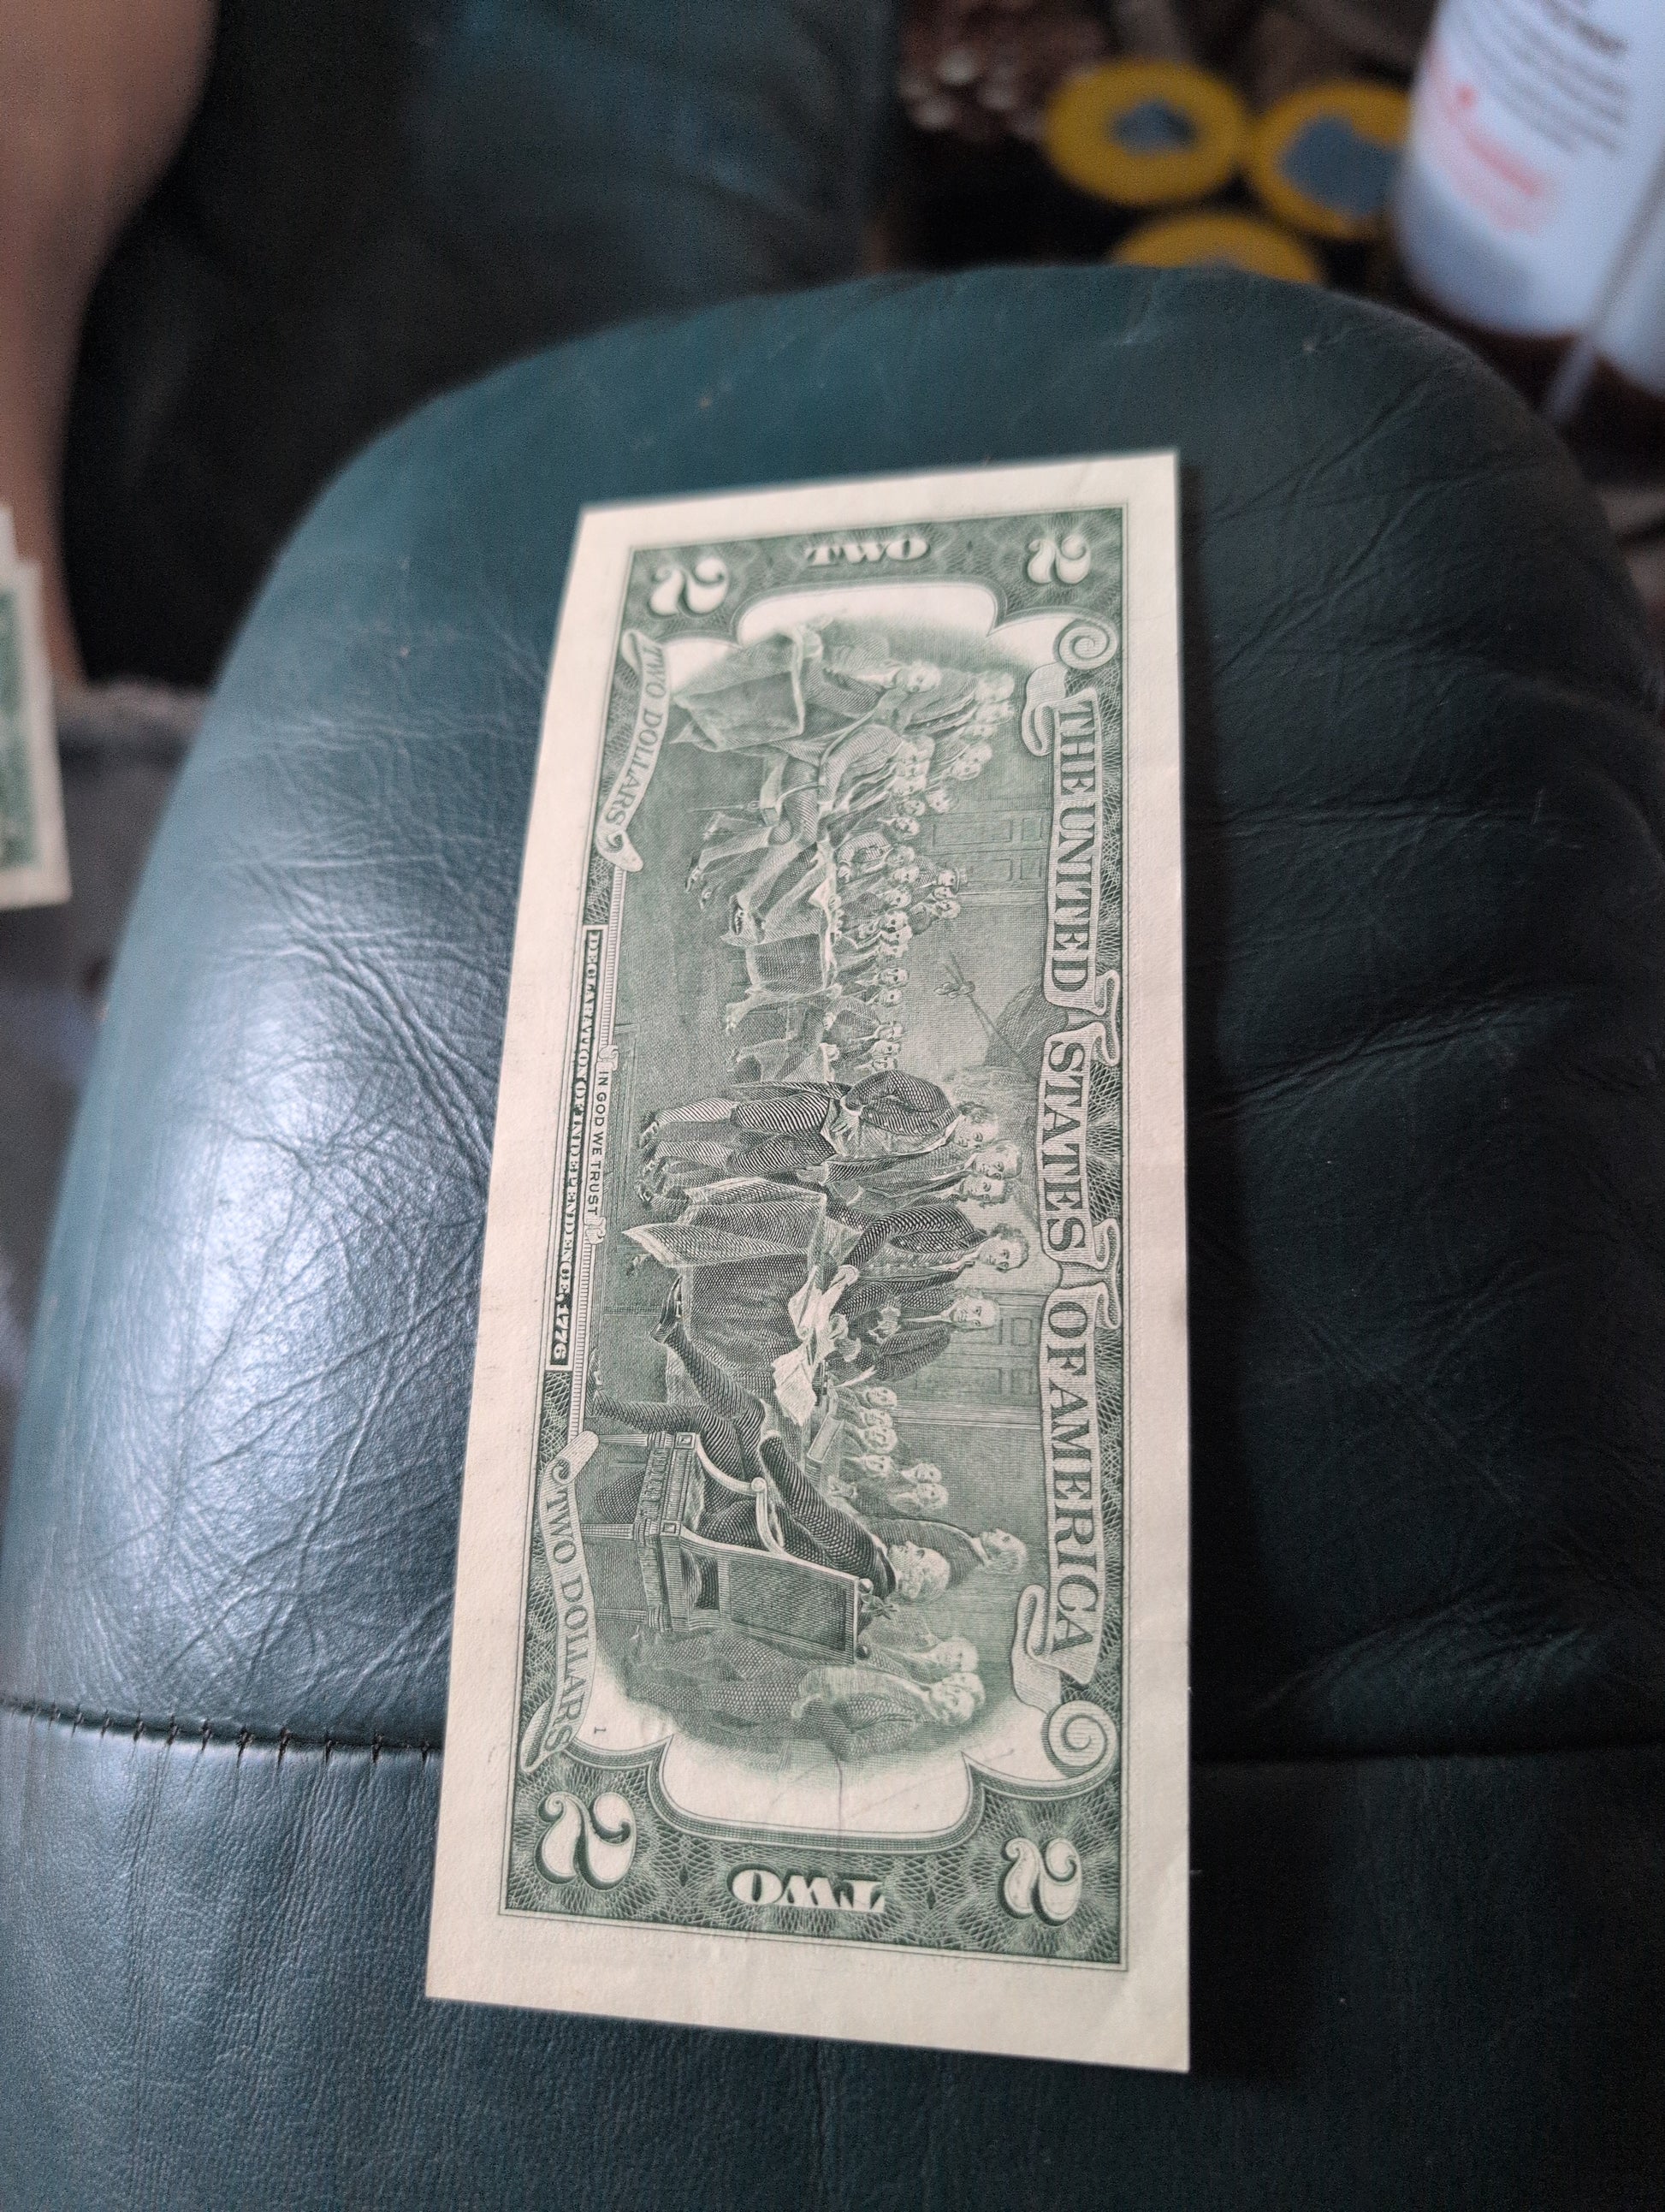 THE UNITED STATES OF AMERICA
2
TWO
2
2
TWO
2
TWO DOLLARS
TWO DOLLARS
1
IN GOD WE TRUST
DECLARATION OF INDEPENDENCE, 1776